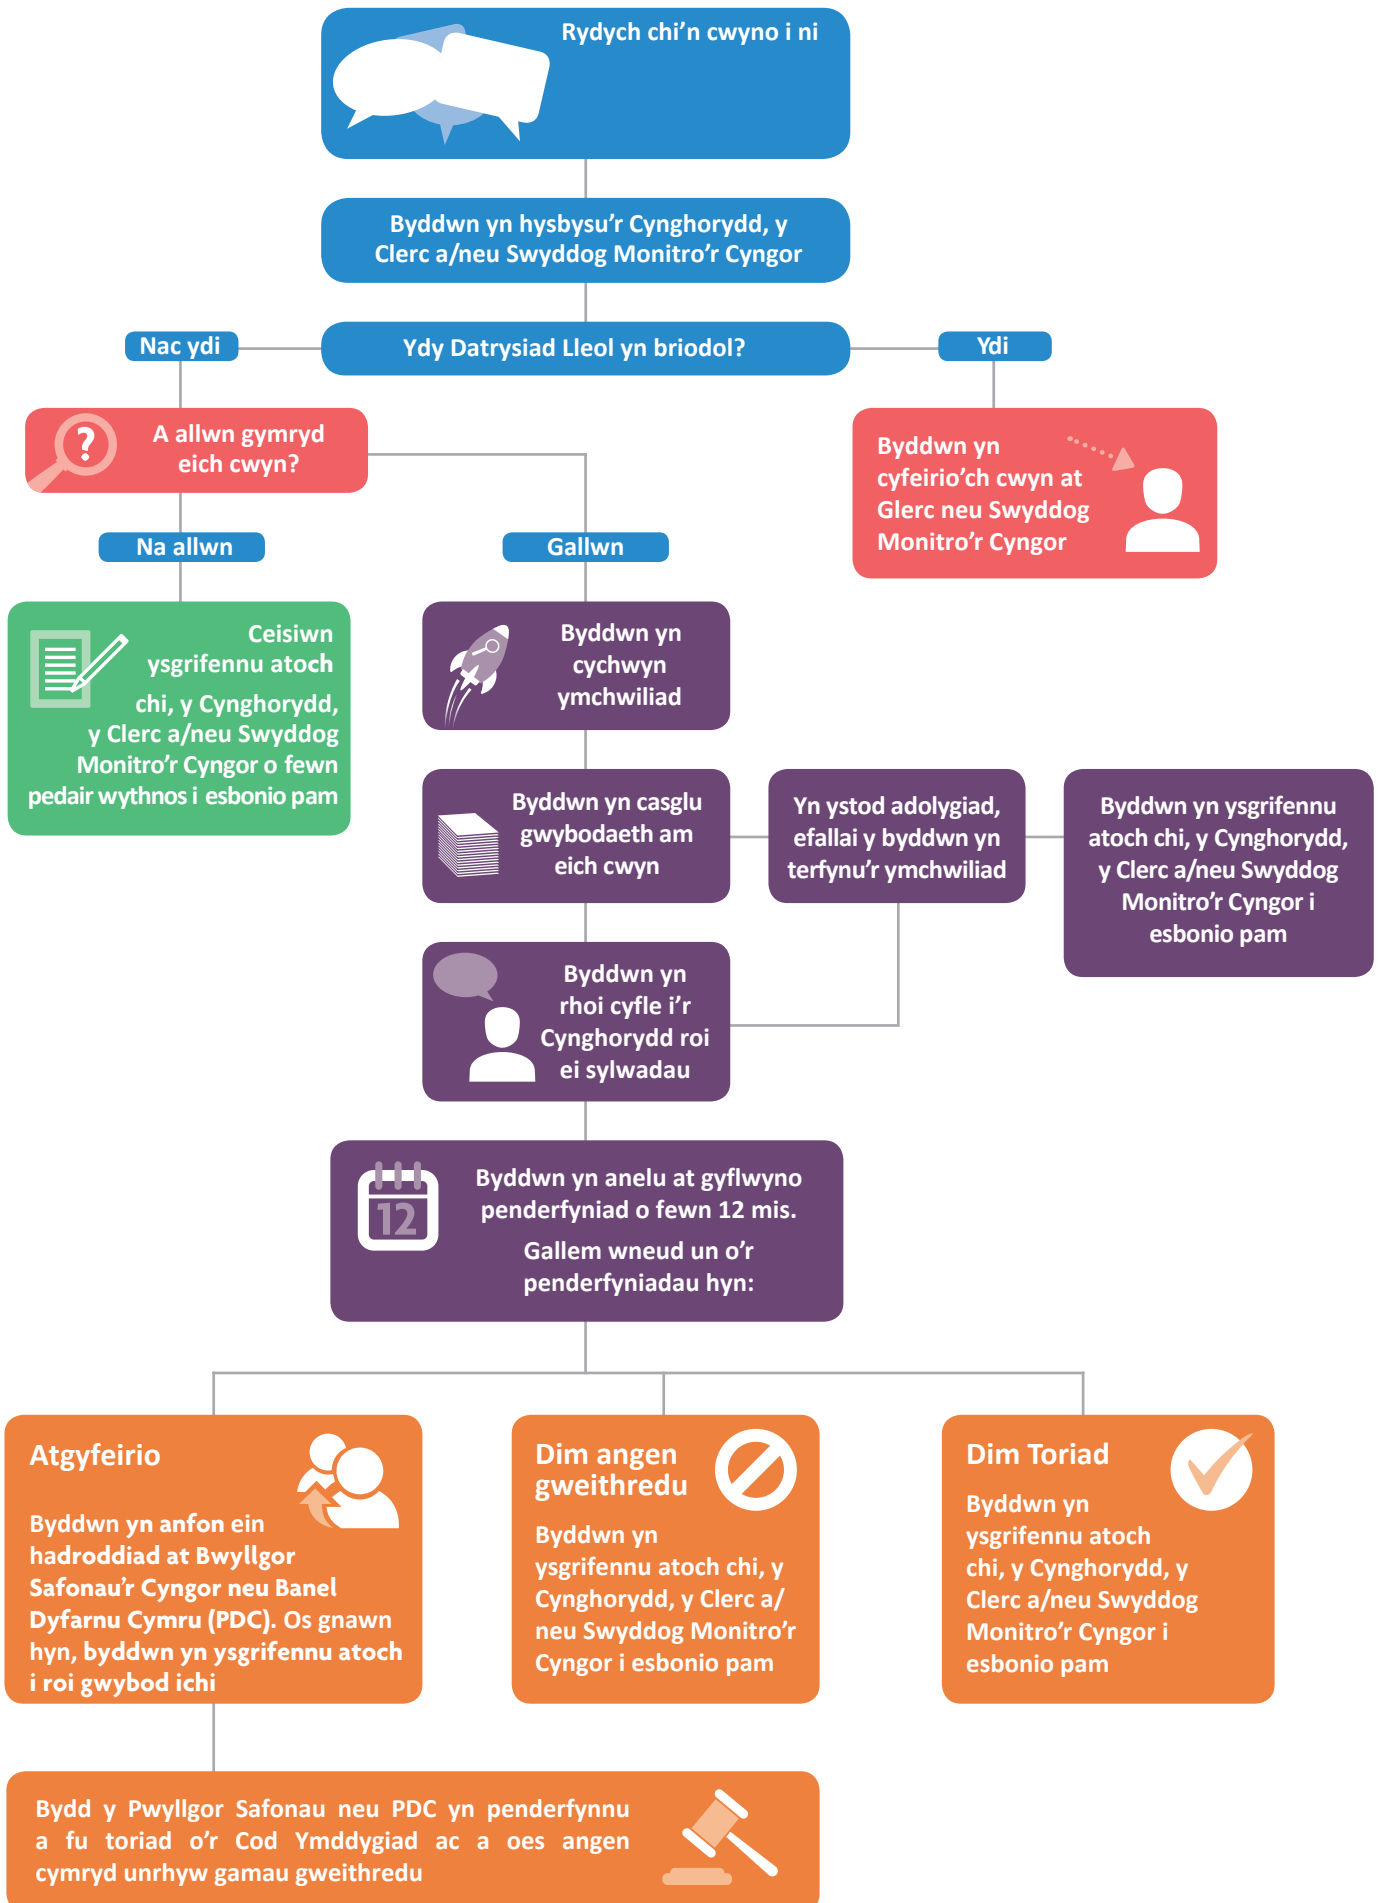 Rydych chi’n cwyno i ni
Byddwn yn hysbysu’r Cynghorydd, y
Clerc a/neu Swyddog Monitro’r Cyngor
Nac ydi
Ydy Datrysiad Lleol yn briodol?
Ydi
?
A allwn gymryd
eich cwyn?
Byddwn yn
cyfeirio’ch cwyn at
Glerc neu Swyddog
Monitro’r Cyngor
Na allwn
Gallwn
Ceisiwn
ysgrifennu atoch
chi, y Cynghorydd,
y Clerc a/neu Swyddog
Monitro’r Cyngor o fewn
pedair wythnos i esbonio pam
Byddwn yn
cychwyn
ymchwiliad
Byddwn yn casglu
gwybodaeth am
eich cwyn
Yn ystod adolygiad,
efallai y byddwn yn
terfynu’r ymchwiliad
Byddwn yn ysgrifennu
atoch chi, y Cynghorydd,
y Clerc a/neu Swyddog
Monitro’r Cyngor i
esbonio pam
Byddwn yn
rhoi cyfle i’r
Cynghorydd roi
ei sylwadau
12
Byddwn yn anelu at gyflwyno
penderfyniad o fewn 12 mis.
Gallem wneud un o’r
penderfyniadau hyn:
Atgyfeirio
Byddwn yn anfon ein
hadroddiad at Bwyllgor
Safonau’r Cyngor neu Banel
Dyfarnu Cymru (PDC). Os gnawn
hyn, byddwn yn ysgrifennu atoch
i roi gwybod ichi
Dim angen
gweithredu
Byddwn yn
ysgrifennu atoch chi, y
Cynghorydd, y Clerc a/
neu Swyddog Monitro’r
Cyngor i esbonio pam
Dim Toriad
Byddwn yn
ysgrifennu atoch
chi, y Cynghorydd, y
Clerc a/neu Swyddog
Monitro’r Cyngor i
esbonio pam
Bydd y Pwyllgor Safonau neu PDC yn penderfynnu
a fu toriad o’r Cod Ymddygiad ac a oes angen
cymryd unrhyw gamau gweithredu